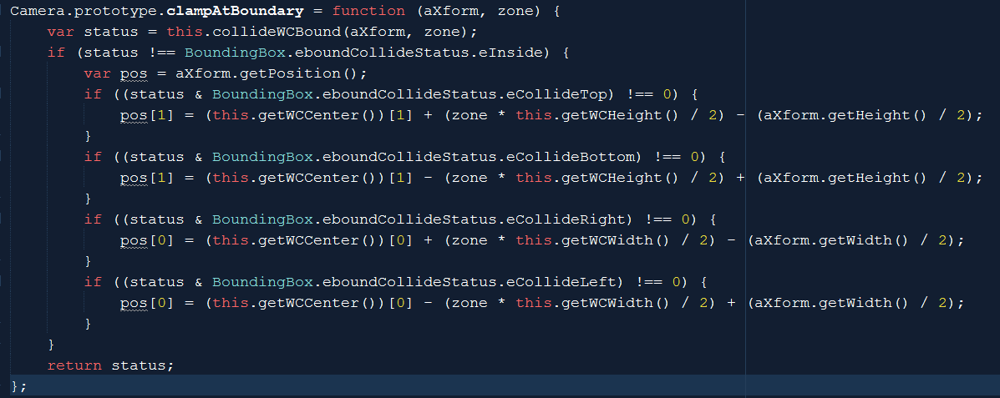 Camera.prototype.clampAtBoundary = function (aXform, zone) {
    var status = this.collideWCBound(aXform, zone);
    if (status !== BoundingBox.eboundCollideStatus.eInside) {
        var pos = aXform.getPosition();
        if ((status & BoundingBox.eboundCollideStatus.eCollideTop) !== 0) {
            pos[1] = (this.getWCCenter())[1] + (zone * this.getWCHeight() / 2) - (aXform.getHeight() / 2);
        }
        if ((status & BoundingBox.eboundCollideStatus.eCollideBottom) !== 0) {
            pos[1] = (this.getWCCenter())[1] - (zone * this.getWCHeight() / 2) + (aXform.getHeight() / 2);
        }
        if ((status & BoundingBox.eboundCollideStatus.eCollideRight) !== 0) {
            pos[0] = (this.getWCCenter())[0] + (zone * this.getWCWidth() / 2) - (aXform.getWidth() / 2);
        }
        if ((status & BoundingBox.eboundCollideStatus.eCollideLeft) !== 0) {
            pos[0] = (this.getWCCenter())[0] - (zone * this.getWCWidth() / 2) + (aXform.getWidth() / 2);
        }
    }
    return status;
};